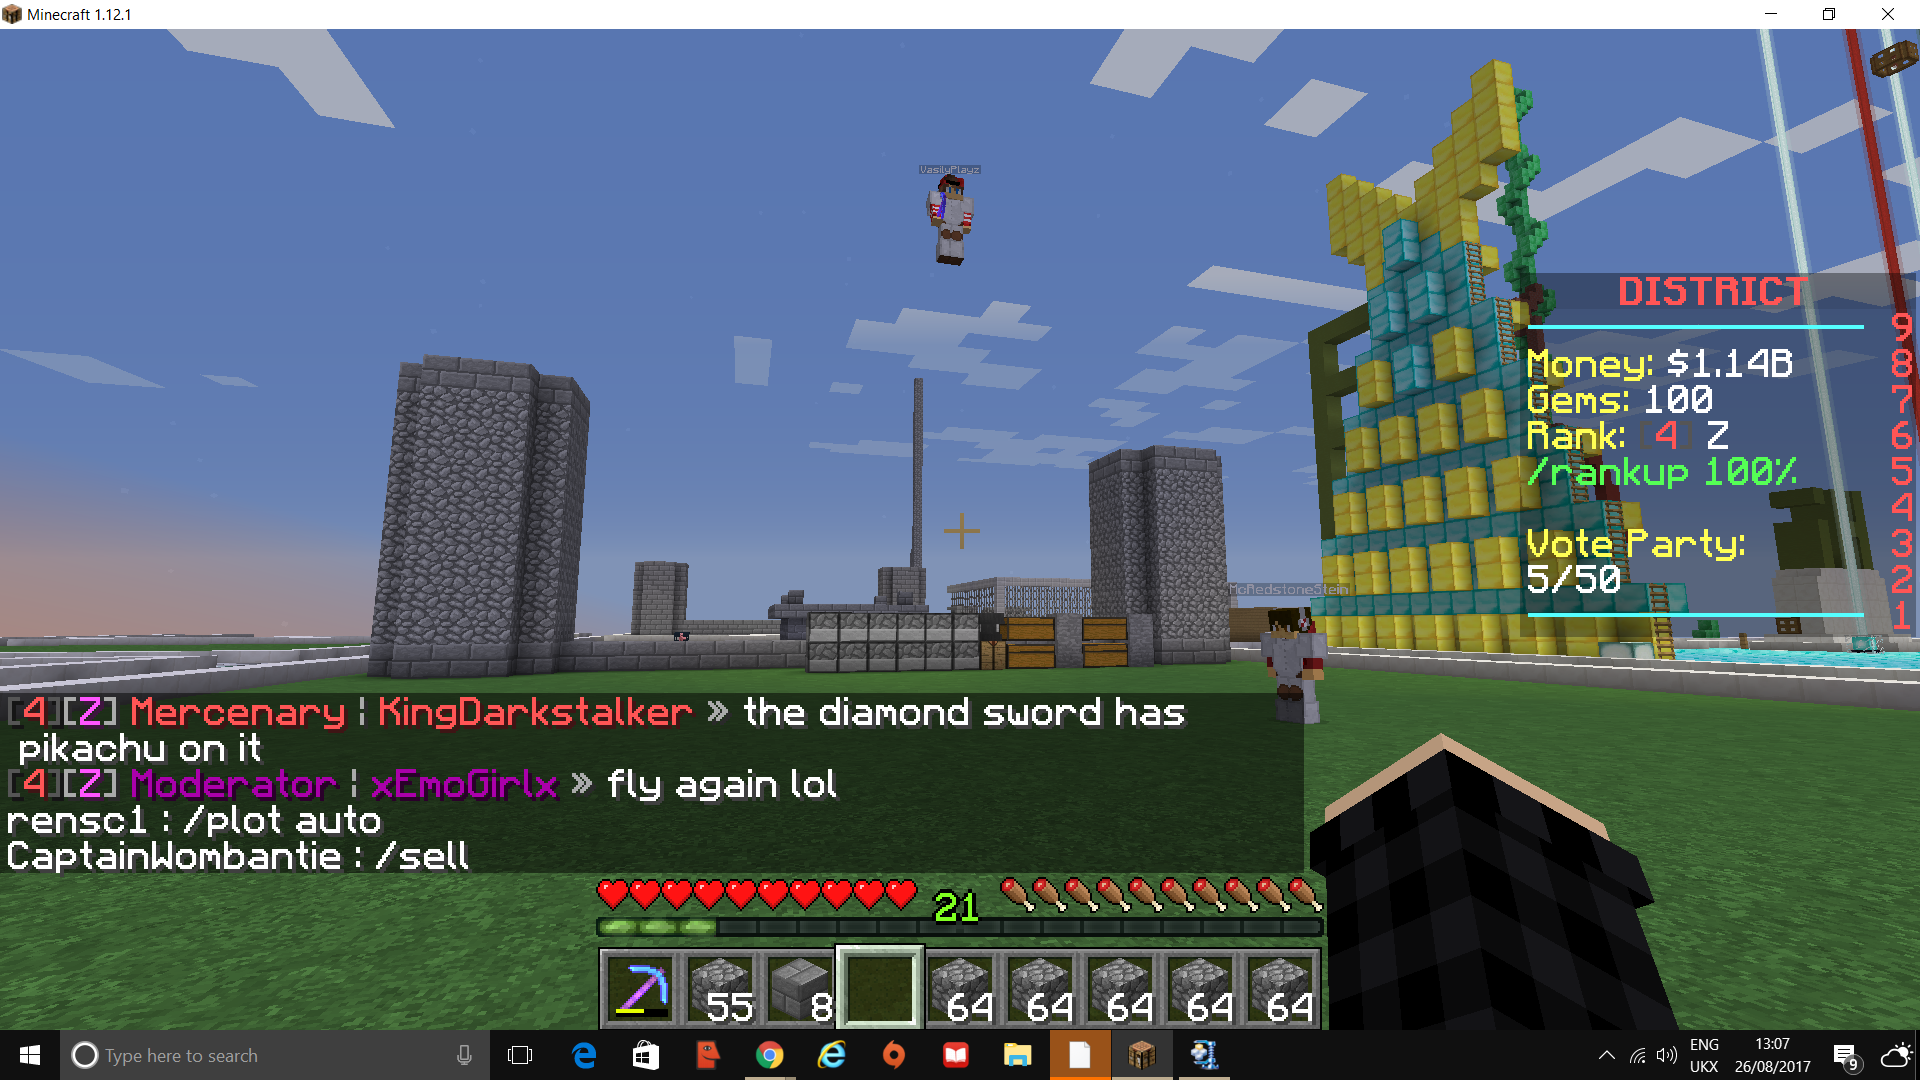 Minecraft 1.12.1
VasilyPlayz
DISTRICT
9
Money: $1.14B 8
Gems: 100 7
Rank: [4] Z 6
/rankup 100% 5
4
Vote Party: 3
5/50 2
1
MoRedstoneStein
[4][Z] Mercenary | KingDarkstalker » the diamond sword has
pikachu on it
[4][Z] Moderator | xEmoGirlx » fly again lol
rensc1 : /plot auto
CaptainWombantie : /sell
21
55 8 64 64 64 64 64
Type here to search
ENG 13:07
UKX 26/08/2017 9